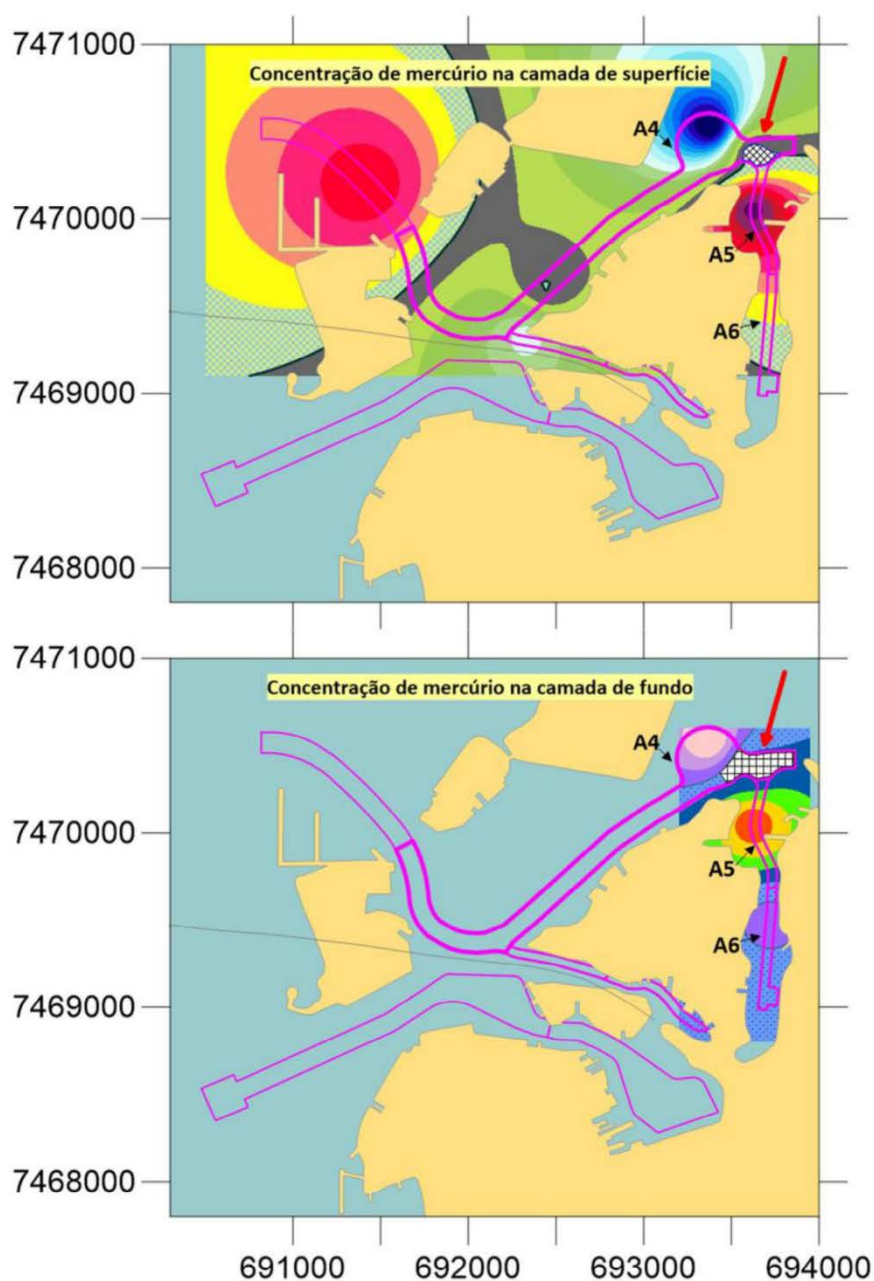 7471000
Concentração de mercúrio na camada de superfície
A4
7470000
A5
A6
7469000
7468000
7471000
Concentração de mercúrio na camada de fundo
A4
7470000
A5
A6
7469000
7468000
691000 692000 693000 694000